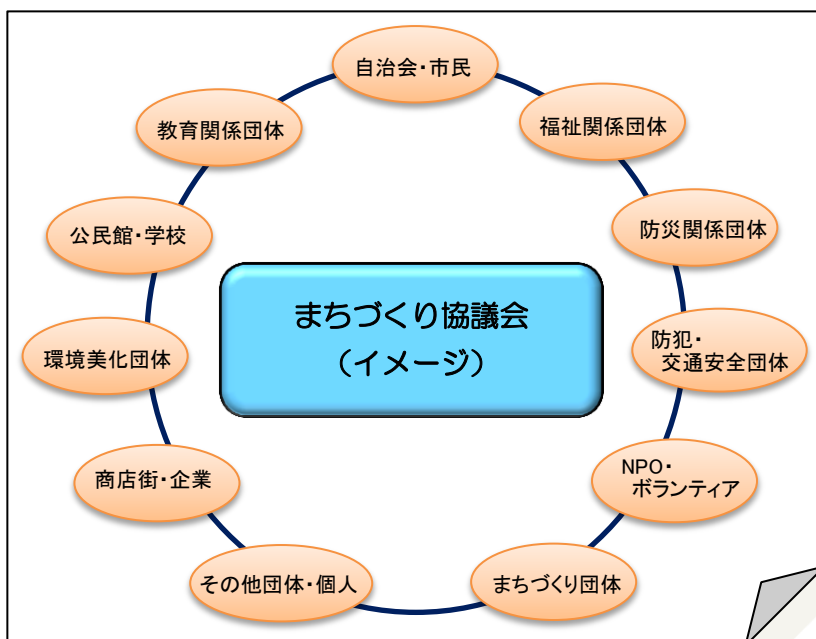 自治会・市民
福祉関係団体
防災関係団体
防犯・
交通安全団体
NPO・
ボランティア
まちづくり団体
その他団体・個人
商店街・企業
環境美化団体
公民館・学校
教育関係団体
まちづくり協議会
（イメージ）